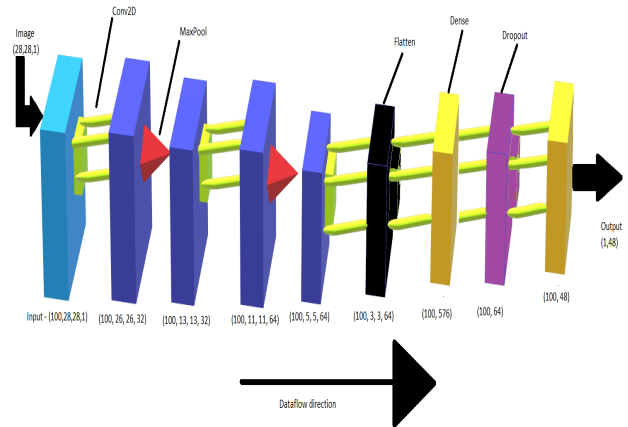 Conv2D
Image
(28,28,1)
MaxPool
Flatten
Dense
Dropout
Output
(1,48)
Input - (100,28,28,1)
(100, 26, 26, 32)
(100, 13, 13, 32)
(100, 11, 11, 64)
(100, 5, 5, 64)
(100, 3, 3, 64)
(100, 576)
(100, 64)
(100, 48)
Dataflow direction